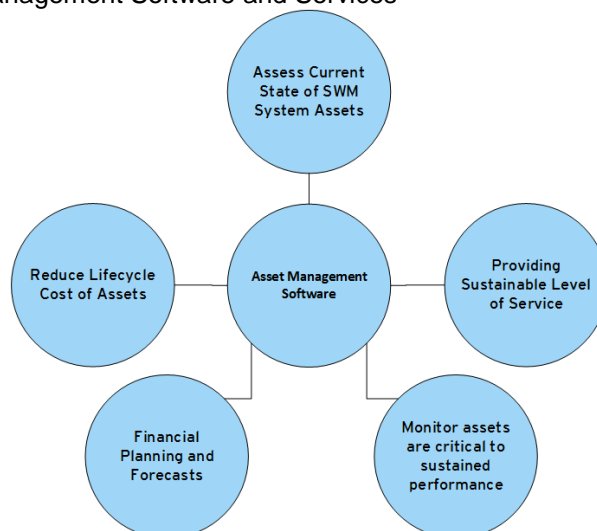 nagement Software and Services
Assess Current
State of SWM
System Assets
Reduce Lifecycle
Cost of Assets
Asset Management
Software
Providing
Sustainable Level
of Service
Financial
Planning and
Forecasts
Monitor assets
are critical to
sustained
performance